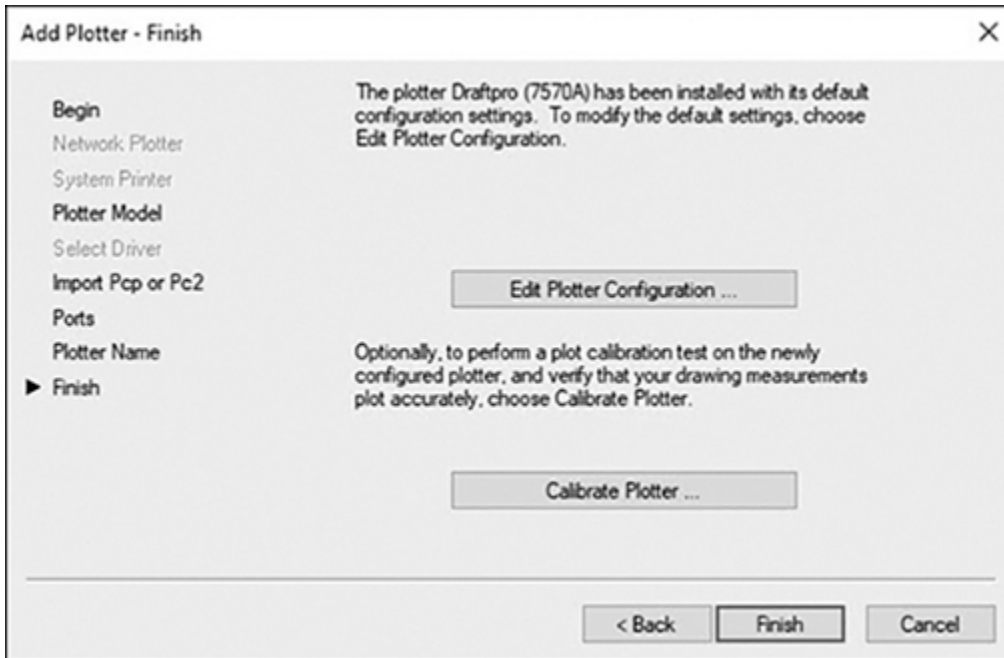 Add Plotter - Finish
Begin
Network Plotter
System Printer
Plotter Model
Select Driver
Import Pcp or Pc2
Ports
Plotter Name
Finish
The plotter Draftpro (7570A) has been installed with its default
configuration settings. To modify the default settings, choose
Edit Plotter Configuration.
Edit Plotter Configuration ...
Optionally, to perform a plot calibration test on the newly
configured plotter, and verify that your drawing measurements
plot accurately, choose Calibrate Plotter.
Calibrate Plotter ...
< Back
Finish
Cancel